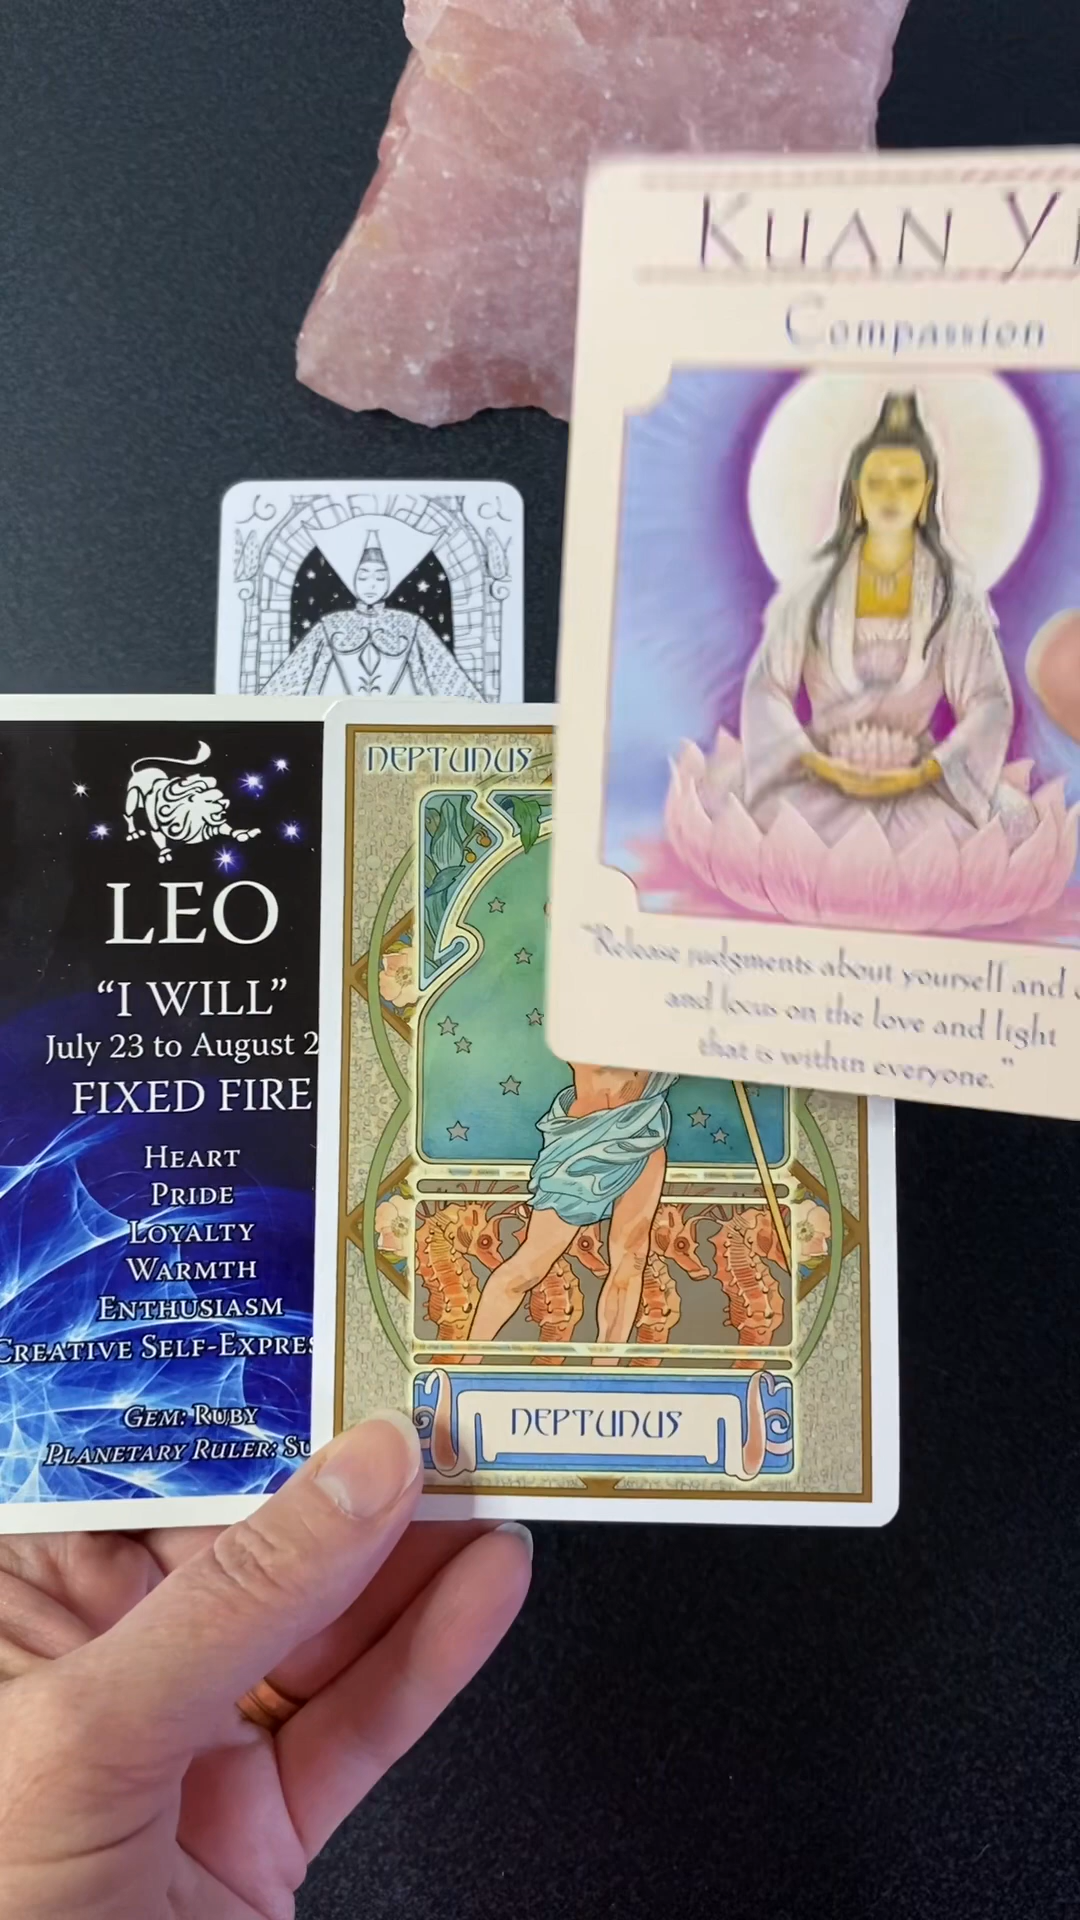 KUAN Y
Compassion
"Release judgments about yourself and
and focus on the love and light
that is within everyone."
NEPTUNUS
LEO
"I WILL"
July 23 to August 2
FIXED FIRE
HEART
PRIDE
LOYALTY
WARMTH
ENTHUSIASM
CREATIVE SELF-EXPRES
GEM: RUBY
PLANETARY RULER: SU
NEPTUNUS